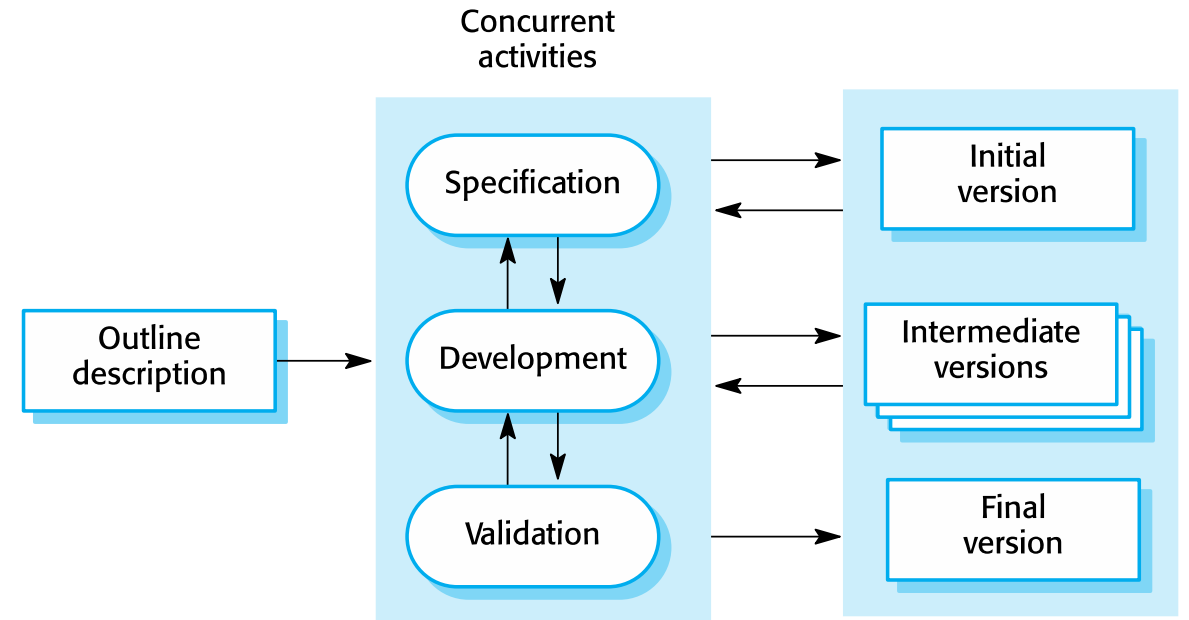 Concurrent
activities
Outline
description
Specification
Development
Validation
Initial
version
Intermediate
versions
Final
version